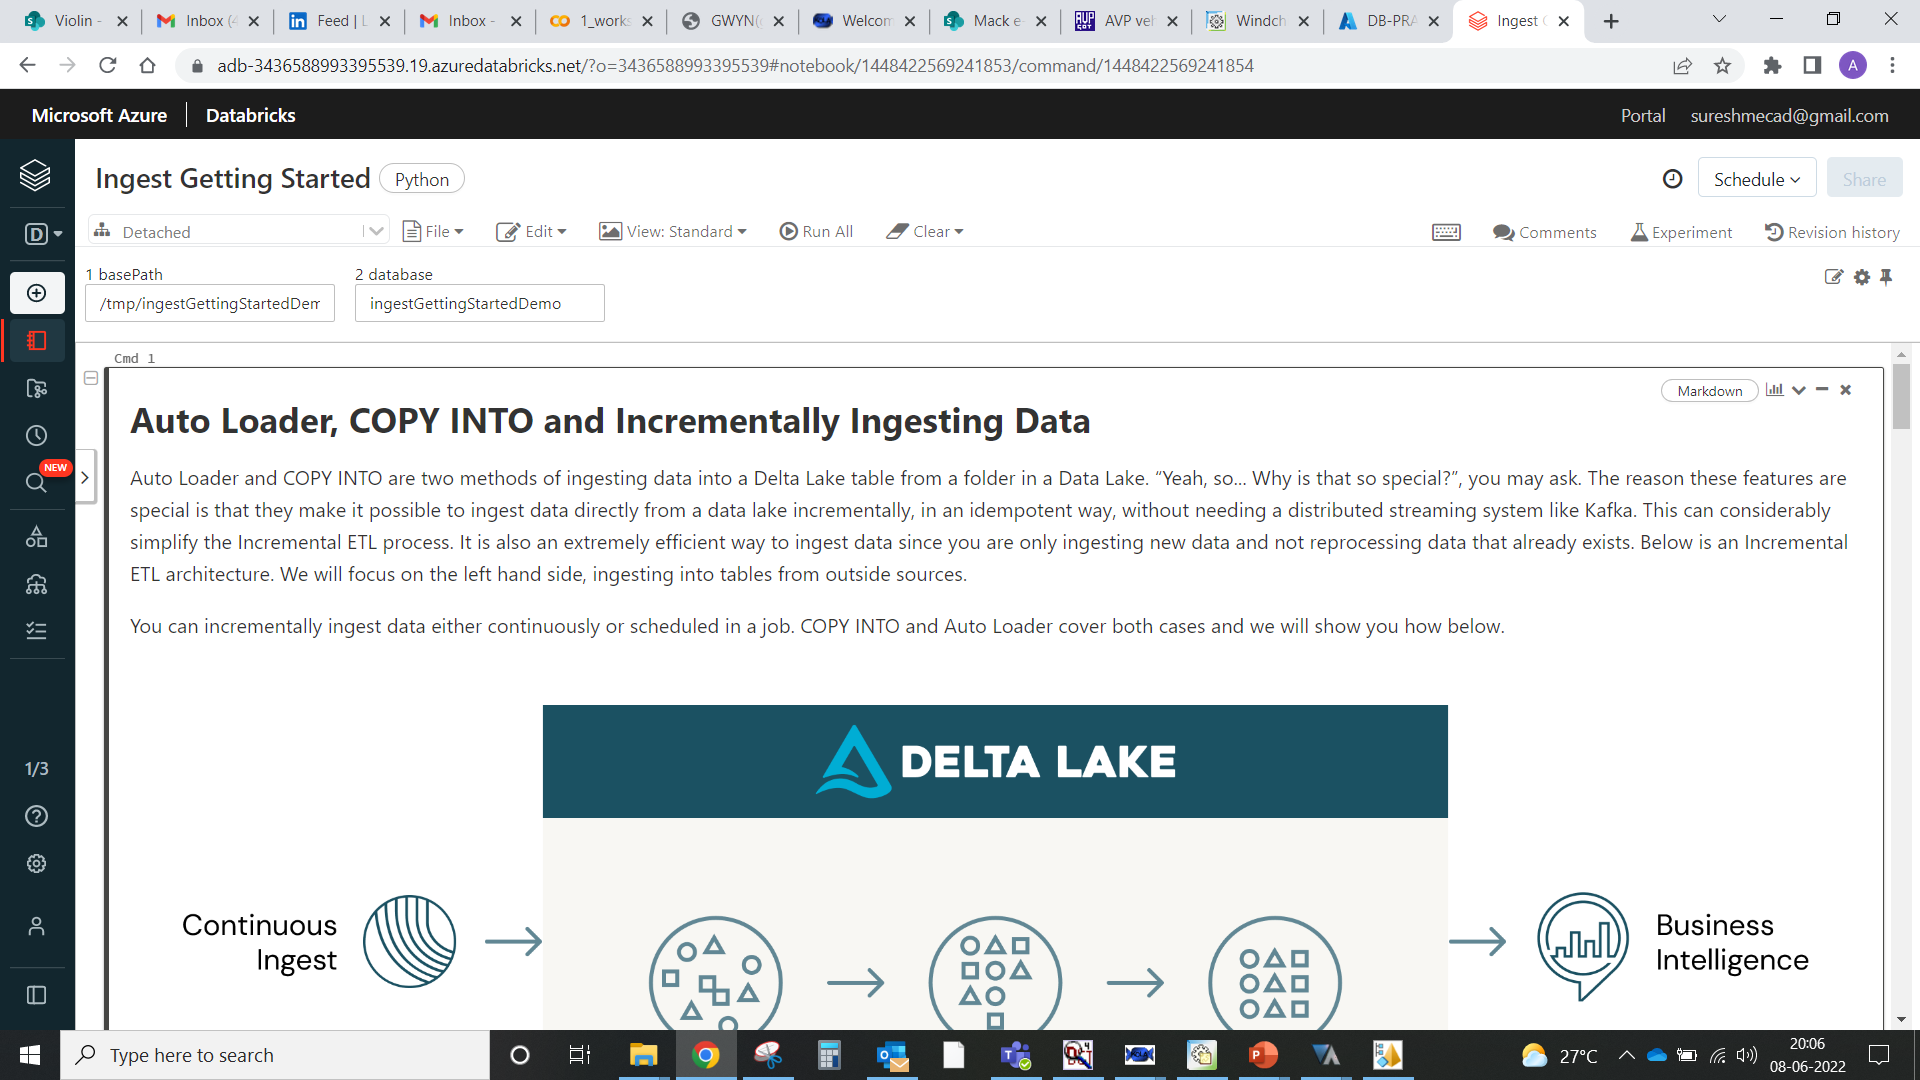 Violin -
Inbox (4
Feed | L
Inbox -
1_works
GWYN(
Welcom
Mack e-
AVP veh
Windch
DB-PRA
Ingest
adb-3436588993395539.19.azuredatabricks.net/?o=3436588993395539#notebook/1448422569241853/command/1448422569241854
A
Microsoft Azure
Databricks
Portal
sureshmecad@gmail.com
Ingest Getting Started
Python
Schedule
Share
D
Detached
File
Edit
View: Standard
Run All
Clear
Comments
Experiment
Revision history
1 basePath
2 database
/tmp/ingestGettingStartedDem
ingestGettingStartedDemo
Cmd 1
Markdown
Auto Loader, COPY INTO and Incrementally Ingesting Data
NEW
Auto Loader and COPY INTO are two methods of ingesting data into a Delta Lake table from a folder in a Data Lake. “Yeah, so... Why is that so special?”, you may ask. The reason these features are
special is that they make it possible to ingest data directly from a data lake incrementally, in an idempotent way, without needing a distributed streaming system like Kafka. This can considerably
simplify the Incremental ETL process. It is also an extremely efficient way to ingest data since you are only ingesting new data and not reprocessing data that already exists. Below is an Incremental
ETL architecture. We will focus on the left hand side, ingesting into tables from outside sources.
You can incrementally ingest data either continuously or scheduled in a job. COPY INTO and Auto Loader cover both cases and we will show you how below.
DELTA LAKE
1/3
Continuous
Ingest
Business
Intelligence
Type here to search
27°C
20:06
08-06-2022